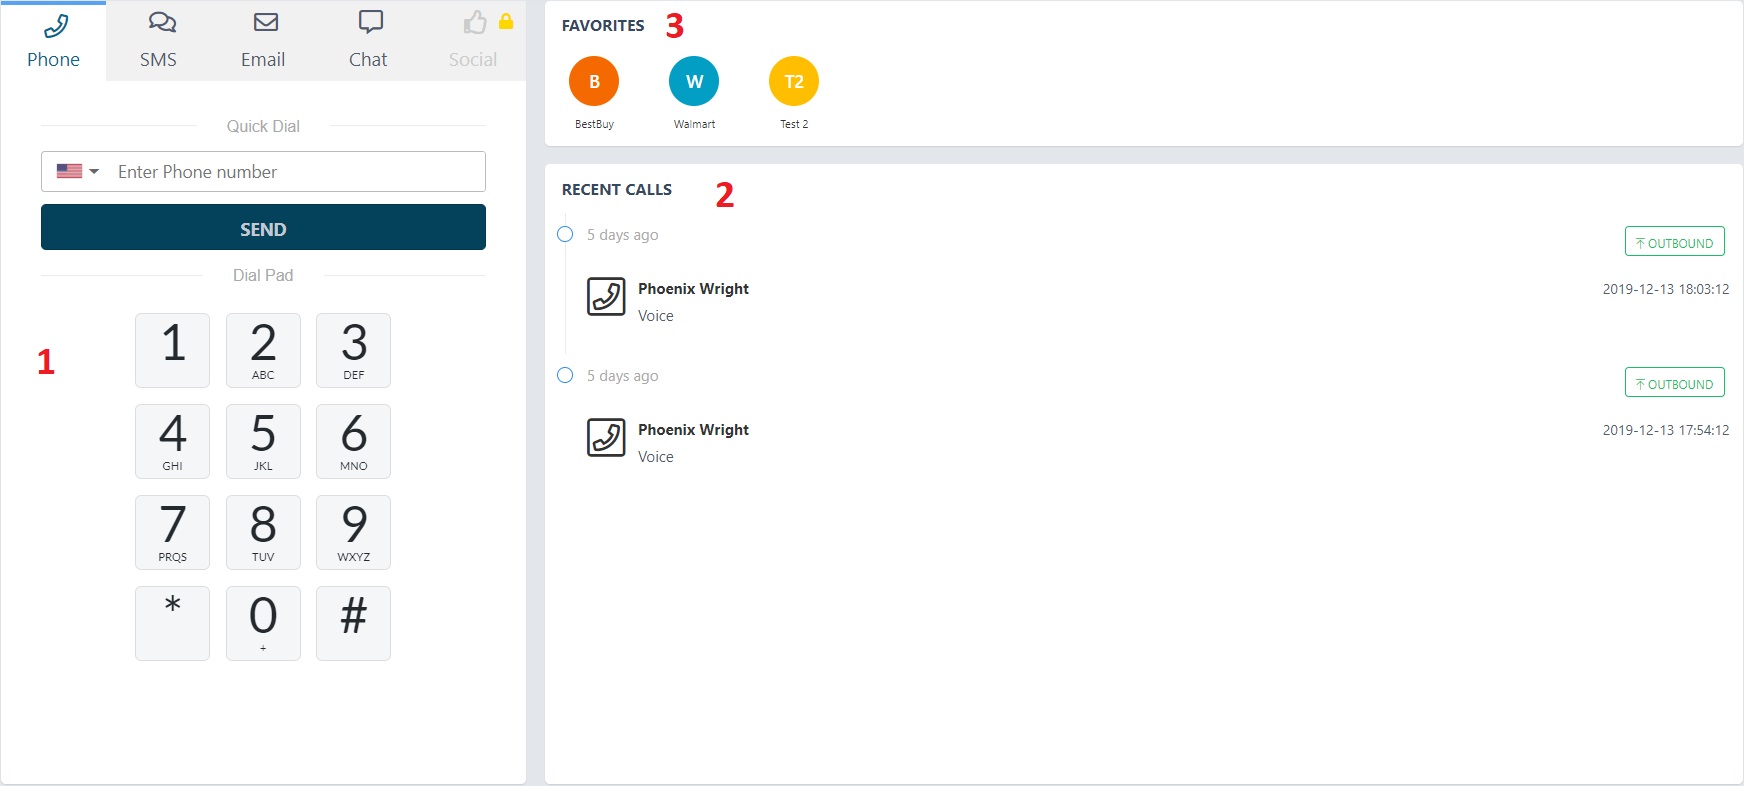 Phone
SMS
Email
Chat
Social
Quick Dial
Enter Phone number
SEND
Dial Pad
1
1
2
ABC
3
DEF
4
GHI
5
JKL
6
MNO
7
PRQS
8
TUV
9
WXYZ
*
0
+
#
FAVORITES 3
B
BestBuy
W
Walmart
T2
Test 2
RECENT CALLS 2
5 days ago
OUTBOUND
Phoenix Wright
2019-12-13 18:03:12
Voice
5 days ago
OUTBOUND
Phoenix Wright
2019-12-13 17:54:12
Voice